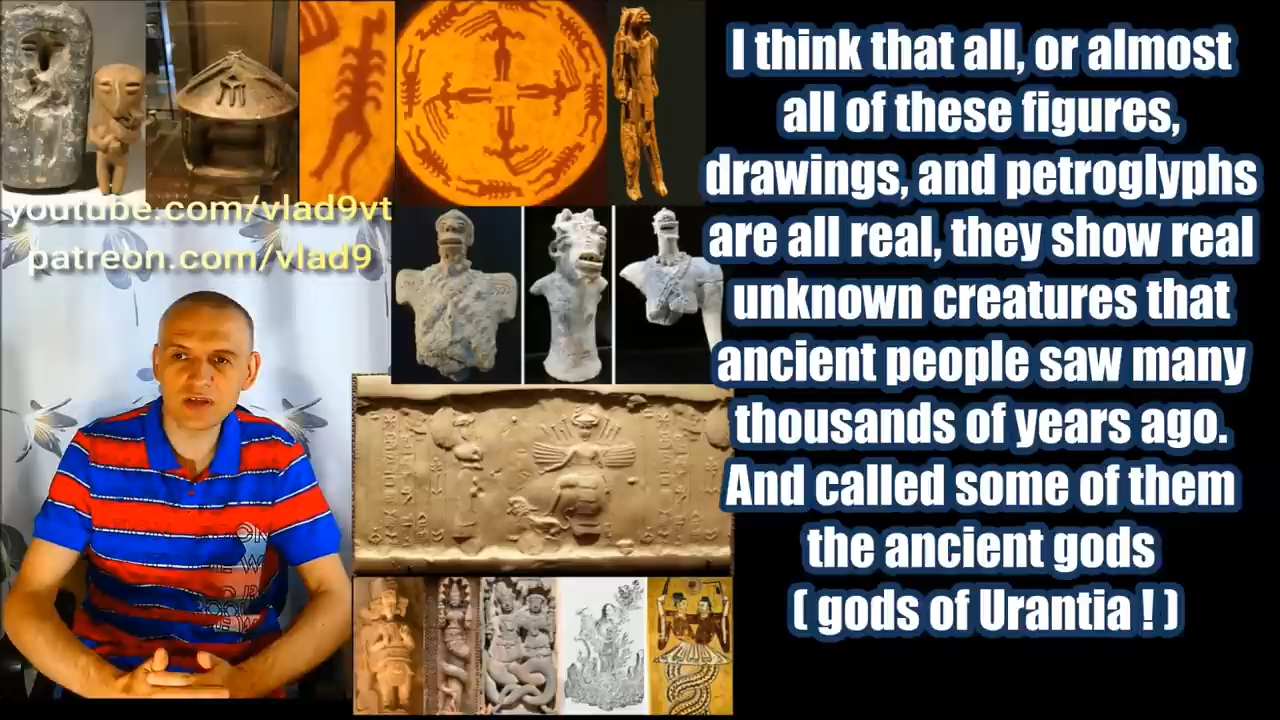 youtube.com/vlad9vt
patreon.com/vlad9
I think that all, or almost
all of these figures,
drawings, and petroglyphs
are all real, they show real
unknown creatures that
ancient people saw many
thousands of years ago.
And called some of them
the ancient gods
( gods of Urantia ! )